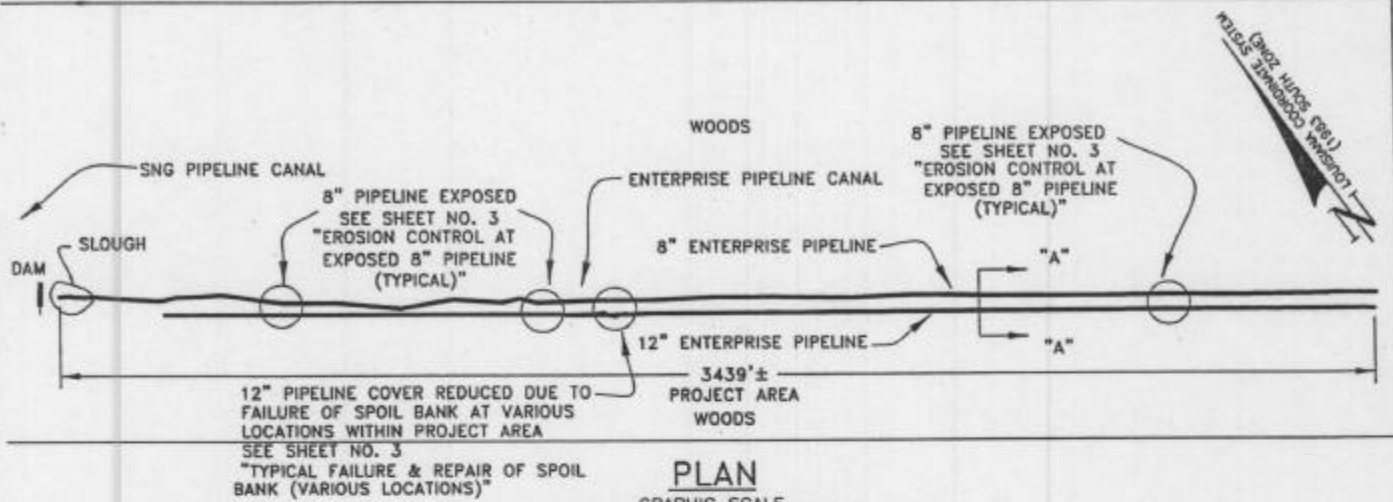 WOODS
LOUISIANA COORDINATE SYSTEM
(1983 SOUTH ZONE)
N
SNG PIPELINE CANAL
8" PIPELINE EXPOSED
SEE SHEET NO. 3
"EROSION CONTROL AT
EXPOSED 8" PIPELINE
(TYPICAL)"
ENTERPRISE PIPELINE CANAL
8" PIPELINE EXPOSED
SEE SHEET NO. 3
"EROSION CONTROL AT
EXPOSED 8" PIPELINE
(TYPICAL)"
SLOUGH
DAM
8" ENTERPRISE PIPELINE
"A"
12" ENTERPRISE PIPELINE
"A"
3439'±
PROJECT AREA
WOODS
12" PIPELINE COVER REDUCED DUE TO
FAILURE OF SPOIL BANK AT VARIOUS
LOCATIONS WITHIN PROJECT AREA
SEE SHEET NO. 3
"TYPICAL FAILURE & REPAIR OF SPOIL
BANK (VARIOUS LOCATIONS)"
PLAN
GRAPHIC SCALE